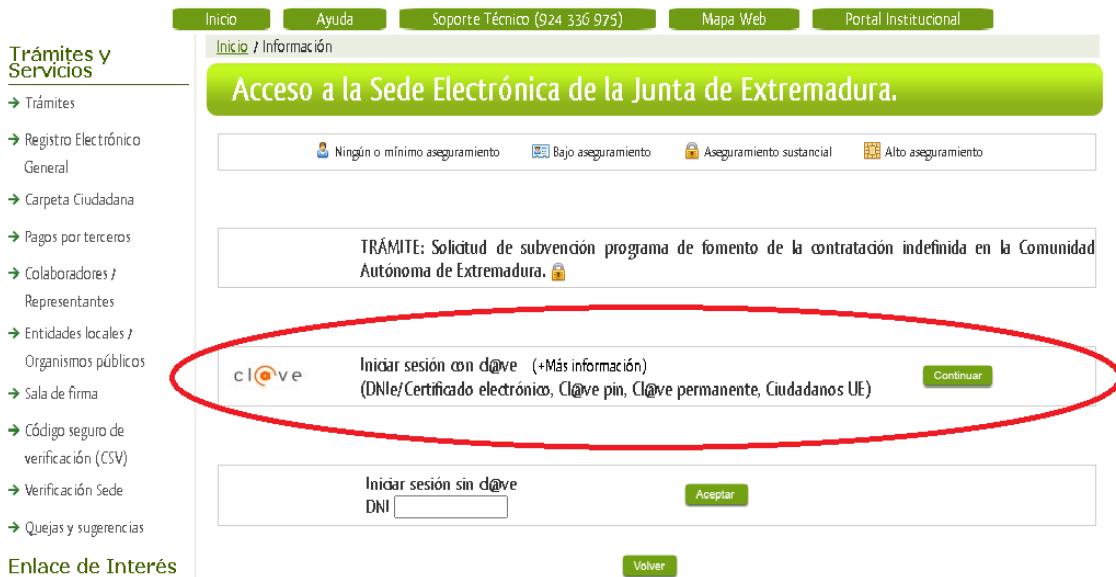 Inicio
Ayuda
Soporte Técnico (924 336 975)
Mapa Web
Portal Institucional
Trámites y
Servicios
Trámites
Registro Electrónico
General
Carpeta Ciudadana
Pagos por terceros
Colaboradores /
Representantes
Entidades locales /
Organismos públicos
Sala de firma
Código seguro de
verificación (CSV)
Verificación Sede
Quejas y sugerencias
Enlace de Interés
Inicio / Información
Acceso a la Sede Electrónica de la Junta de Extremadura.
Ningún o mínimo aseguramiento
Bajo aseguramiento
Aseguramiento sustancial
Alto aseguramiento
TRÁMITE: Solicitud de subvención programa de fomento de la contratación indefinida en la Comunidad
Autónoma de Extremadura.
cl@ve
Iniciar sesión con cl@ve (+Más información)
(DNIe/Certificado electrónico, Cl@ve pin, Cl@ve permanente, Ciudadanos UE)
Continuar
Iniciar sesión sin cl@ve
DNI
Aceptar
Volver